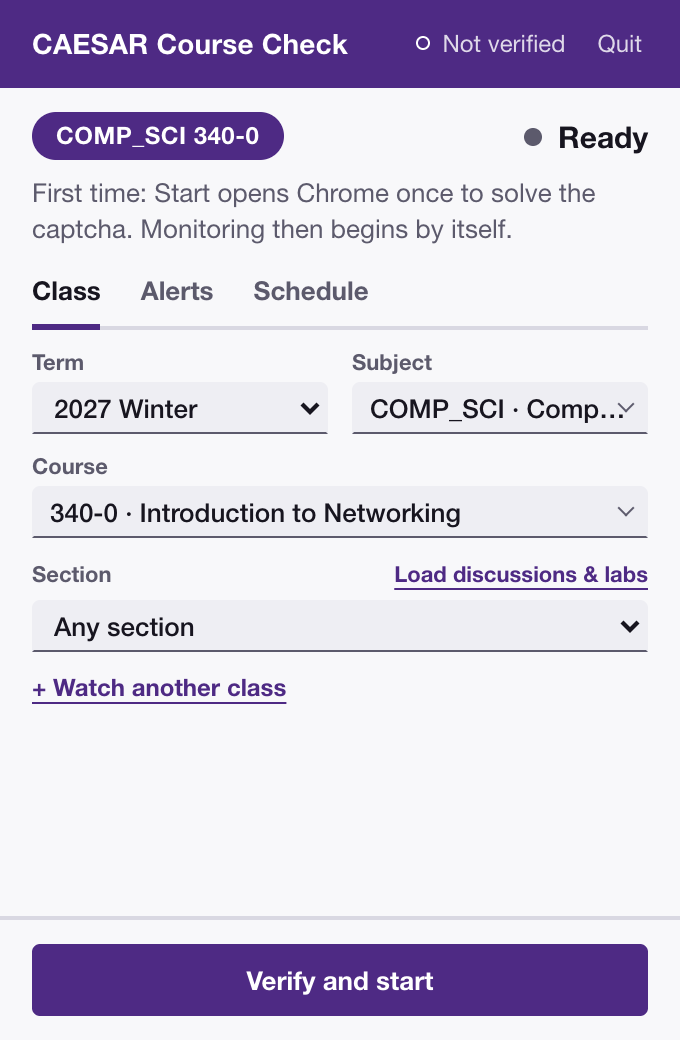 CAESAR Course Check
Not verified
Quit
COMP_SCI 340-0
Ready
First time: Start opens Chrome once to solve the
captcha. Monitoring then begins by itself.
Class
Alerts
Schedule
Term
Subject
2027 Winter
COMP_SCI · Comp...
Course
340-0 · Introduction to Networking
Section
Load discussions & labs
Any section
+ Watch another class
Verify and start